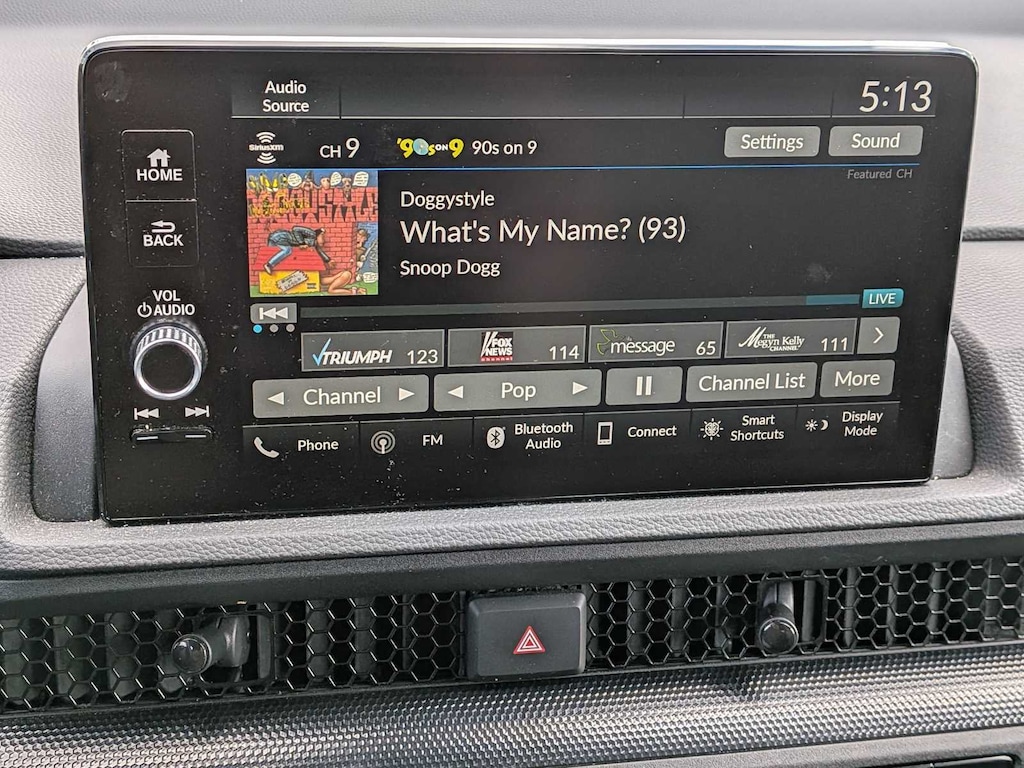 Audio
Source
5:13
HOME
BACK
VOL
AUDIO
SiriusXM
CH 9
'90s ON 9
90s on 9
Settings
Sound
Featured CH
Doggystyle
What's My Name? (93)
Snoop Dogg
LIVE
TRIUMPH 123
FOX
NEWS
channel
114
message 65
THE
Megyn Kelly
CHANNEL
111
Channel
Pop
Channel List
More
Phone
FM
Bluetooth
Audio
Connect
Smart
Shortcuts
Display
Mode